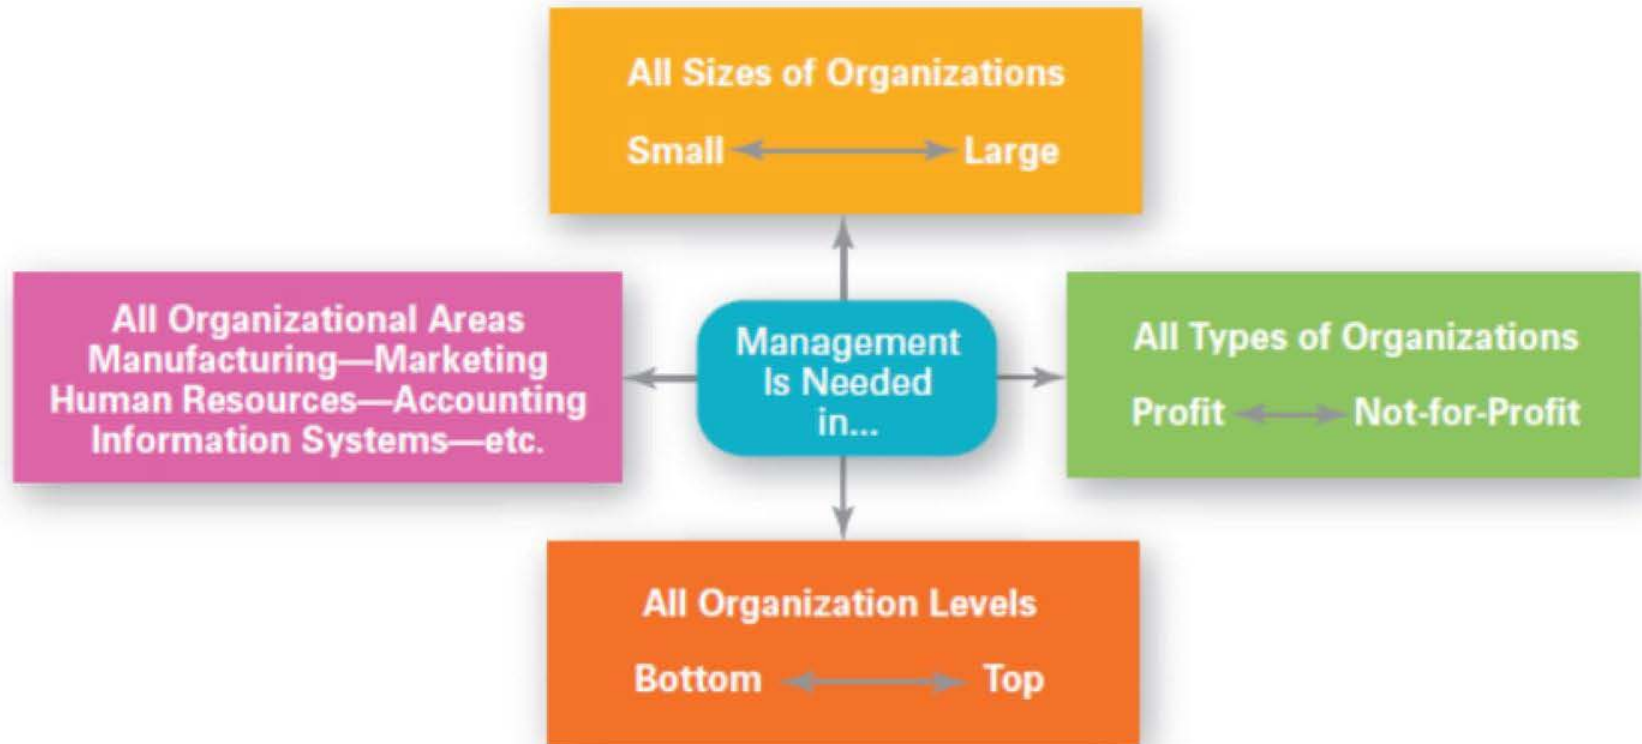 All Sizes of Organizations
Small Large
All Organizational Areas
Manufacturing—Marketing
Human Resources—Accounting
Information Systems—etc.
Management
Is Needed
in...
All Types of Organizations
Profit Not-for-Profit
All Organization Levels
Bottom Top